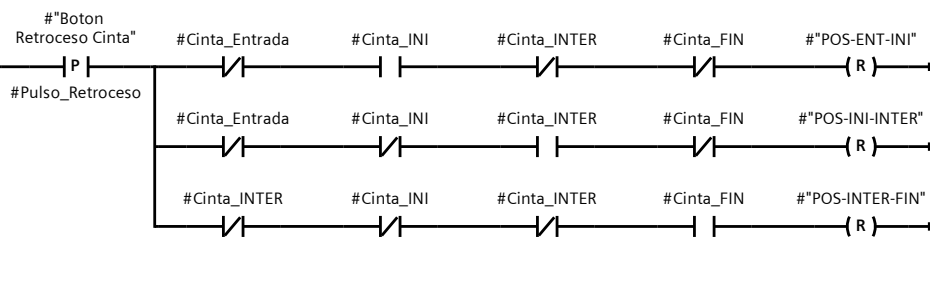 #"Boton
Retroceso Cinta"
#Cinta_Entrada #Cinta_INI #Cinta_INTER #Cinta_FIN #"POS-ENT-INI"
P R
#Pulso_Retroceso
#Cinta_Entrada #Cinta_INI #Cinta_INTER #Cinta_FIN #"POS-INI-INTER"
R
#Cinta_INTER #Cinta_INI #Cinta_INTER #Cinta_FIN #"POS-INTER-FIN"
R